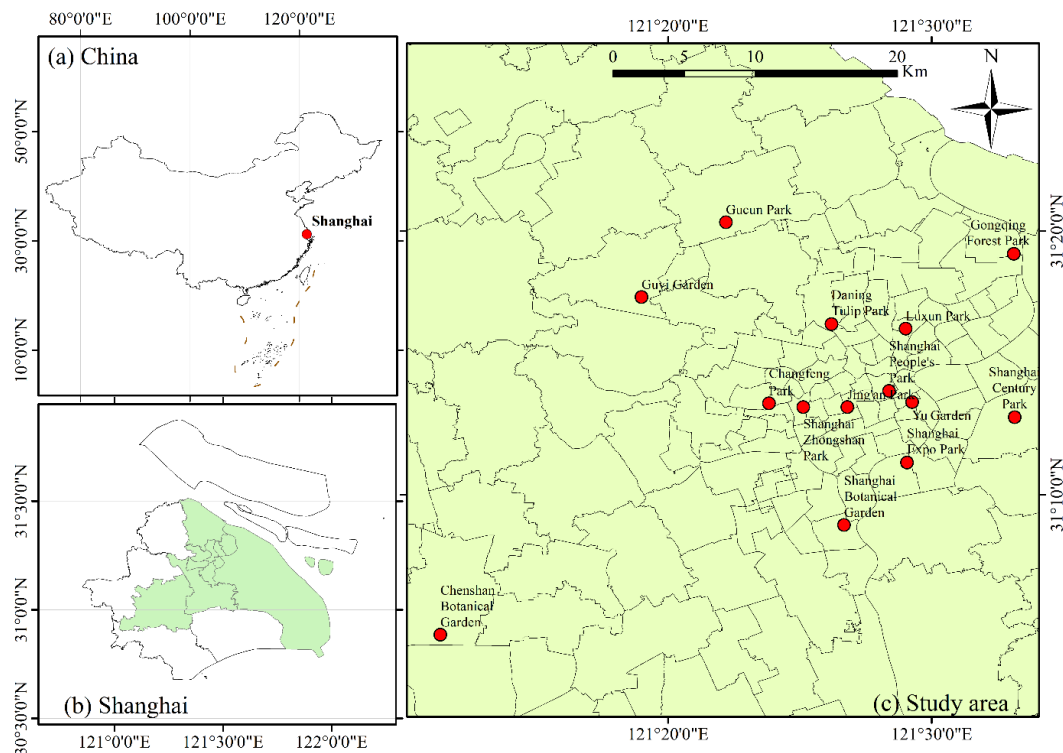 80°0'0"E
100°0'0"E
120°0'0"E
(a) China
50°0'0"N
30°0'0"N
10°0'0"N
Shanghai
31°30'0"N
31°0'0"N
30°30'0"N
(b) Shanghai
121°0'0"E
121°30'0"E
122°0'0"E
121°20'0"E
121°30'0"E
0
5
10
20
Km
N
Gucun Park
Gongqing
Forest Park
31°20'0"N
Guyi Garden
Daning
Tulip Park
Luxun Park
Shanghai
People's
Park
Shanghai
Century
Park
Changfeng
Park
Jing'an Park
Yu Garden
Shanghai
Zhongshan
Park
Shanghai
Expo Park
Shanghai
Botanical
Garden
31°10'0"N
Chenshan
Botanical
Garden
(c) Study area
121°20'0"E
121°30'0"E